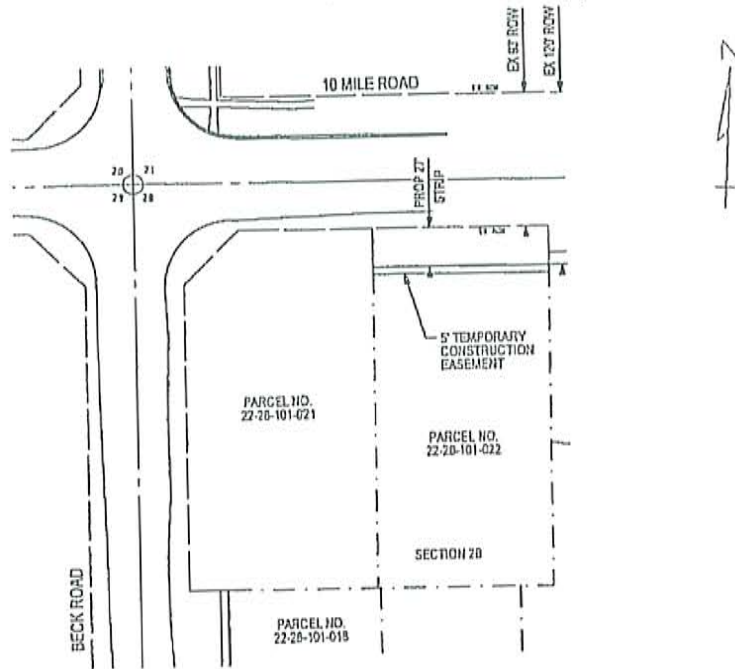 EX 93' ROW
EX 120' ROW
10 MILE ROAD
20 21
29 28
PROP 27'
STRIP
5' TEMPORARY
CONSTRUCTION
EASEMENT
PARCEL NO.
22-28-101-021
PARCEL NO.
22-28-101-022
SECTION 28
BECK ROAD
PARCEL NO.
22-28-101-018